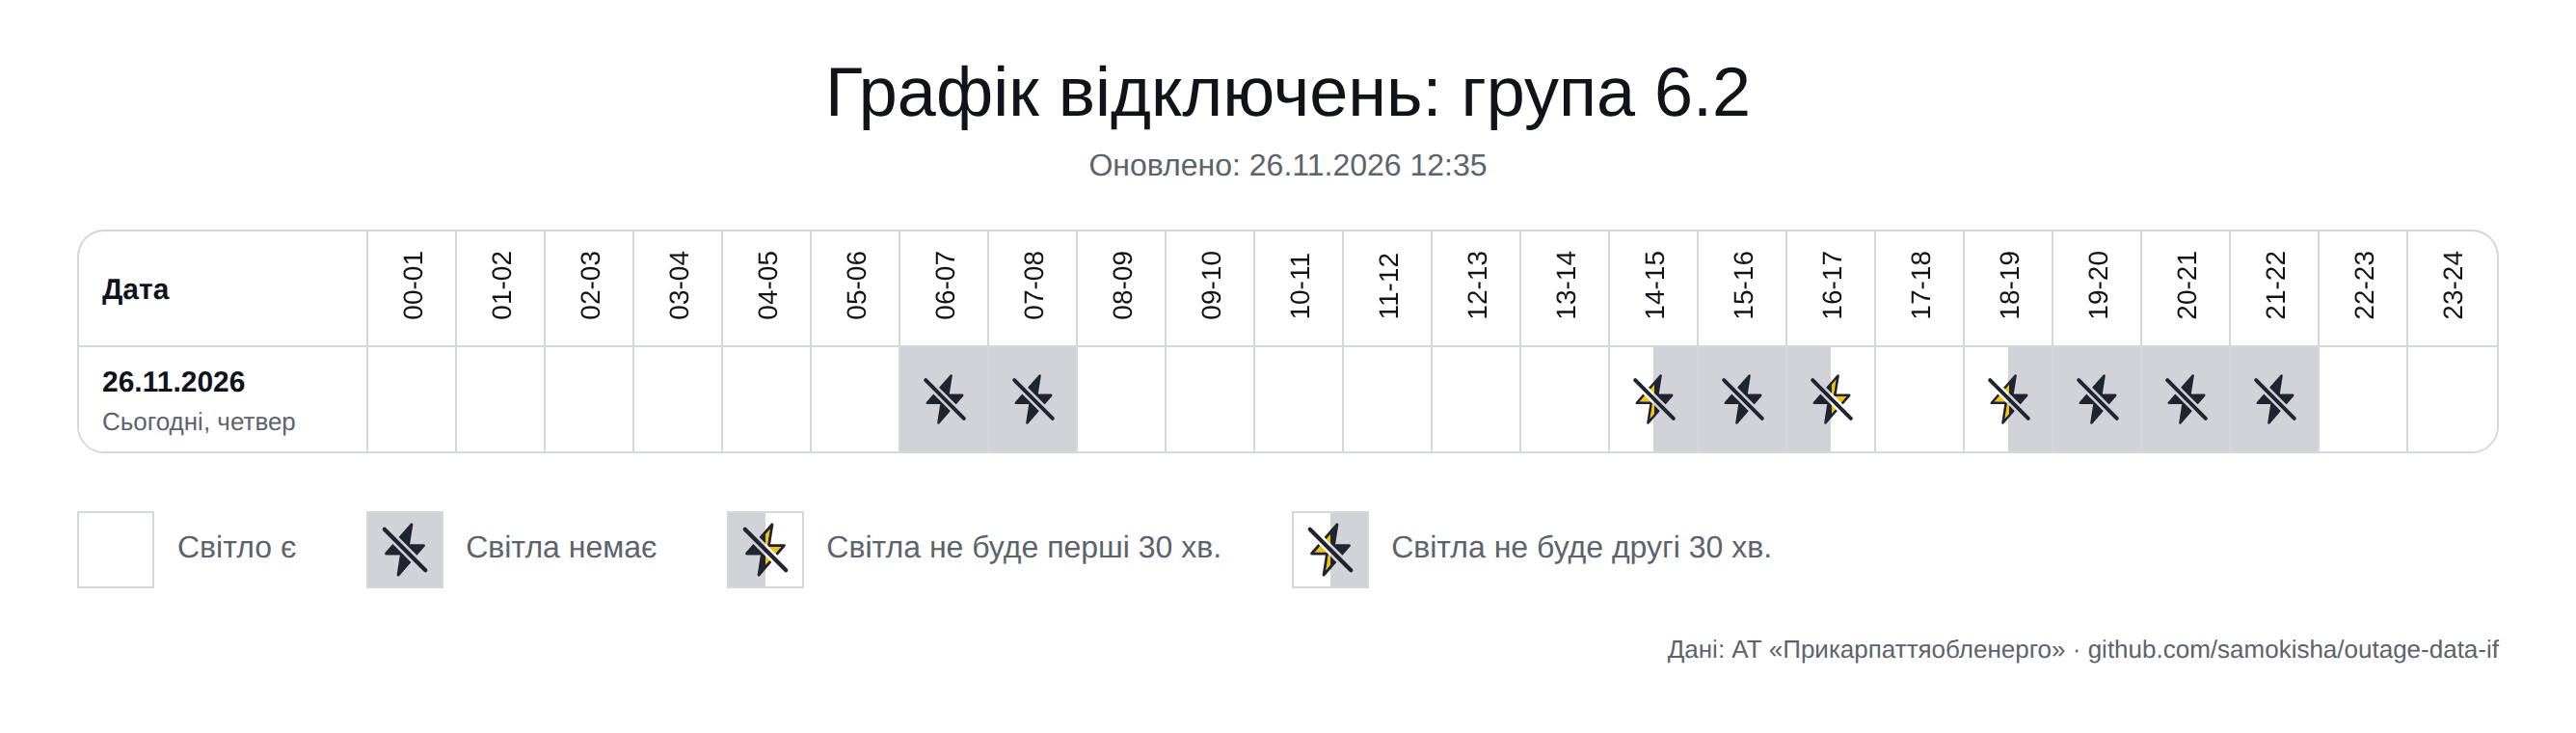 Графік відключень: група 6.2
Оновлено: 26.11.2026 12:35
Дата 00-01 01-02 02-03 03-04 04-05 05-06 06-07 07-08 08-09 09-10 10-11 11-12 12-13 13-14 14-15 15-16 16-17 17-18 18-19 19-20 20-21 21-22 22-23 23-24
26.11.2026
Сьогодні, четвер
Світло є Світла немає Світла не буде перші 30 хв. Світла не буде другі 30 хв.
Дані: АТ «Прикарпаттяобленерго» · github.com/samokisha/outage-data-if